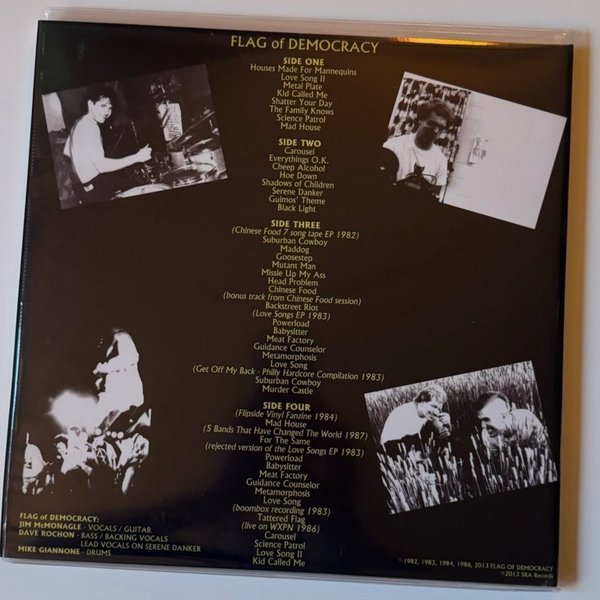 FLAG of DEMOCRACY
SIDE ONE
Houses Made For Mannequins
Love Song II
Metal Plate
Kid Called Me
Shatter Your Day
The Family Knows
Science Patrol
Mad House
SIDE TWO
Carousel
Everythings O.K.
Cheep Alcohol
Hoe Down
Shadows of Children
Serene Danker
Guimos' Theme
Black Light
SIDE THREE
(Chinese Food 7 song tape EP 1982)
Suburban Cowboy
Maddog
Goosestep
Mutant Man
Missle Up My Ass
Head Problem
Chinese Food
(bonus track from Chinese Food session)
Backstreet Riot
(Love Songs EP 1983)
Powerload
Babysitter
Meat Factory
Guidance Counselor
Metamorphosis
Love Song
(Get Off My Back - Philly Hardcore Compilation 1983)
Suburban Cowboy
Murder Castle
SIDE FOUR
(Flipside Vinyl Fanzine 1984)
Mad House
(5 Bands That Have Changed The World 1987)
For The Same
(rejected version of the Love Songs EP 1983)
Powerload
Babysitter
Meat Factory
Guidance Counselor
Metamorphosis
Love Song
(boombox recording 1983)
Tattered Flag
(live on WXPN 1986)
Carousel
Science Patrol
Love Song II
Kid Called Me
FLAG of DEMOCRACY:
JIM McMONAGLE - VOCALS / GUITAR
DAVE ROCHON - BASS / BACKING VOCALS
LEAD VOCALS ON SERENE DANKER
MIKE GIANNONE - DRUMS
© 1982, 1983, 1984, 1986, 2013 FLAG OF DEMOCRACY
©2013 SRA Records